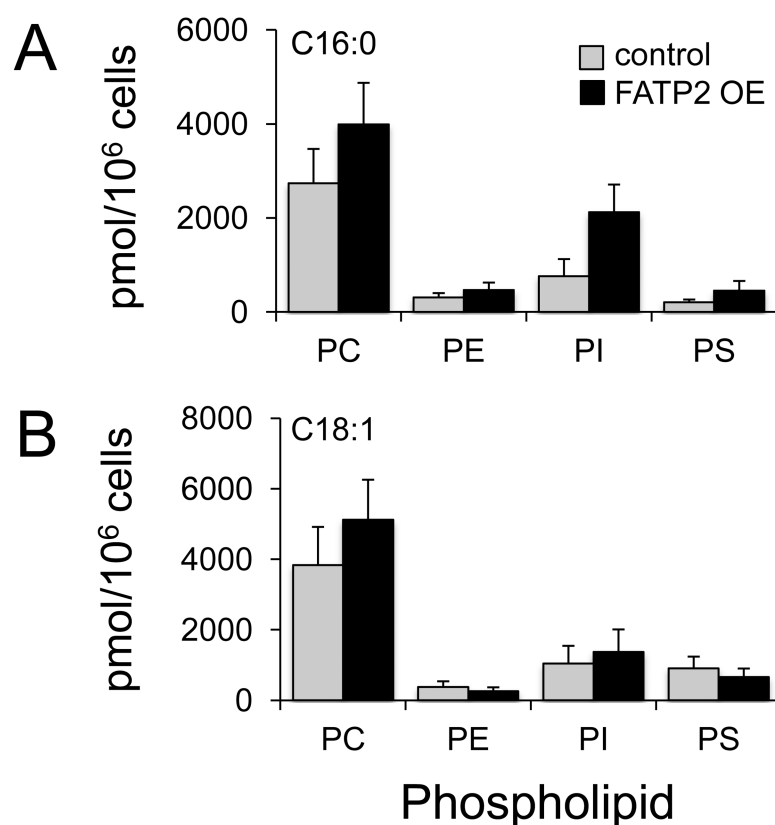 A
C16:0
control
FATP2 OE
pmol/10⁶ cells
6000
4000
2000
0
PC PE PI PS
B
C18:1
pmol/10⁶ cells
8000
6000
4000
2000
0
PC PE PI PS
Phospholipid